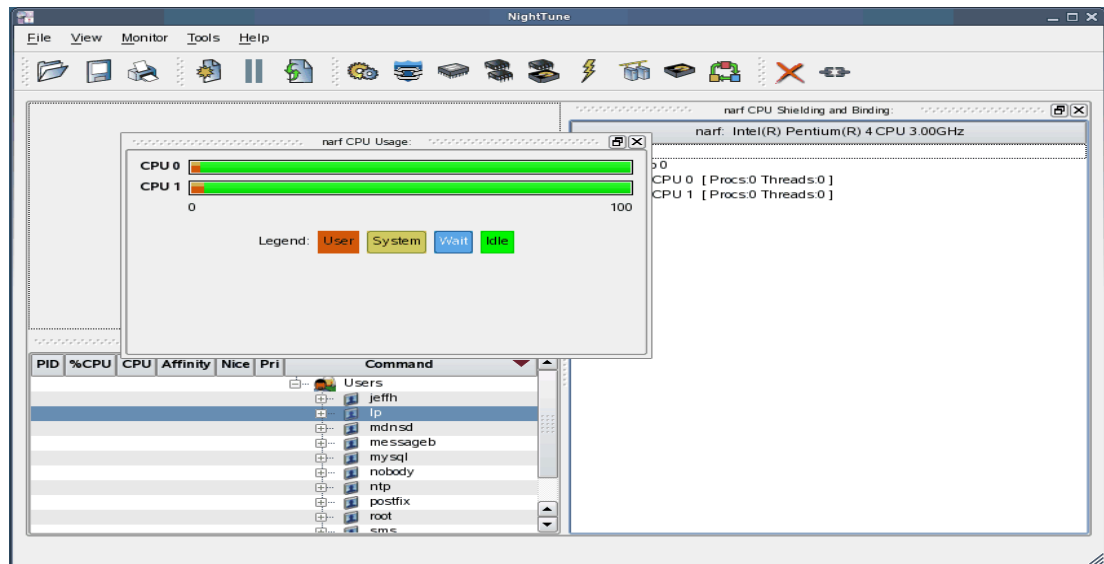 NightTune
File View Monitor Tools Help
narf CPU Shielding and Binding:
narf: Intel(R) Pentium(R) 4 CPU 3.00GHz
narf CPU Usage:
CPU 0
CPU 1
0 100
Legend: User System Wait Idle
0
CPU 0 [ Procs:0 Threads:0 ]
CPU 1 [ Procs:0 Threads:0 ]
PID %CPU CPU Affinity Nice Pri Command
Users
jeffh
lp
mdnsd
messageb
mysql
nobody
ntp
postfix
root
sms